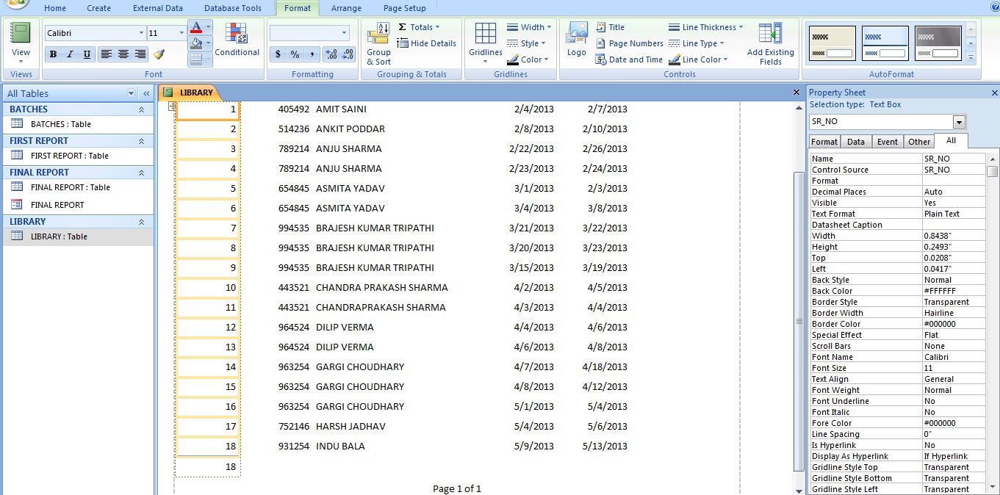 Home Create External Data Database Tools Format Arrange Page Setup
View
Views
Calibri 11
B I U
Conditional
Font
$ % , .00 .00
Formatting
Group & Sort
Σ Totals
Hide Details
Grouping & Totals
Gridlines
Width
Style
Color
Gridlines
Logo
Title
Page Numbers
Date and Time
Line Thickness
Line Type
Line Color
Add Existing Fields
Controls
AutoFormat
All Tables
BATCHES
BATCHES : Table
FIRST REPORT
FIRST REPORT : Table
FINAL REPORT
FINAL REPORT : Table
FINAL REPORT
LIBRARY
LIBRARY : Table
LIBRARY
1 405492 AMIT SAINI 2/4/2013 2/7/2013
2 514236 ANKIT PODDAR 2/8/2013 2/10/2013
3 789214 ANJU SHARMA 2/22/2013 2/26/2013
4 789214 ANJU SHARMA 2/23/2013 2/24/2013
5 654845 ASMITA YADAV 3/1/2013 2/3/2013
6 654845 ASMITA YADAV 3/4/2013 3/8/2013
7 994535 BRAJESH KUMAR TRIPATHI 3/21/2013 3/22/2013
8 994535 BRAJESH KUMAR TRIPATHI 3/20/2013 3/23/2013
9 994535 BRAJESH KUMAR TRIPATHI 3/15/2013 3/19/2013
10 443521 CHANDRA PRAKASH SHARMA 4/2/2013 4/5/2013
11 443521 CHANDRAPRAKASH SHARMA 4/3/2013 4/4/2013
12 964524 DILIP VERMA 4/4/2013 4/6/2013
13 964524 DILIP VERMA 4/6/2013 4/8/2013
14 963254 GARGI CHOUDHARY 4/7/2013 4/18/2013
15 963254 GARGI CHOUDHARY 4/8/2013 4/12/2013
16 963254 GARGI CHOUDHARY 5/1/2013 5/4/2013
17 752146 HARSH JADHAV 5/4/2013 5/6/2013
18 931254 INDU BALA 5/9/2013 5/13/2013
18
Page 1 of 1
Property Sheet
Selection type: Text Box
SR_NO
Format Data Event Other All
Name SR_NO
Control Source SR_NO
Format
Decimal Places Auto
Visible Yes
Text Format Plain Text
Datasheet Caption
Width 0.8438"
Height 0.2493"
Top 0.0208"
Left 0.0417"
Back Style Normal
Back Color #FFFFFF
Border Style Transparent
Border Width Hairline
Border Color #000000
Special Effect Flat
Scroll Bars None
Font Name Calibri
Font Size 11
Text Align General
Font Weight Normal
Font Underline No
Font Italic No
Fore Color #000000
Line Spacing 0"
Is Hyperlink No
Display As Hyperlink If Hyperlink
Gridline Style Top Transparent
Gridline Style Bottom Transparent
Gridline Style Left Transparent